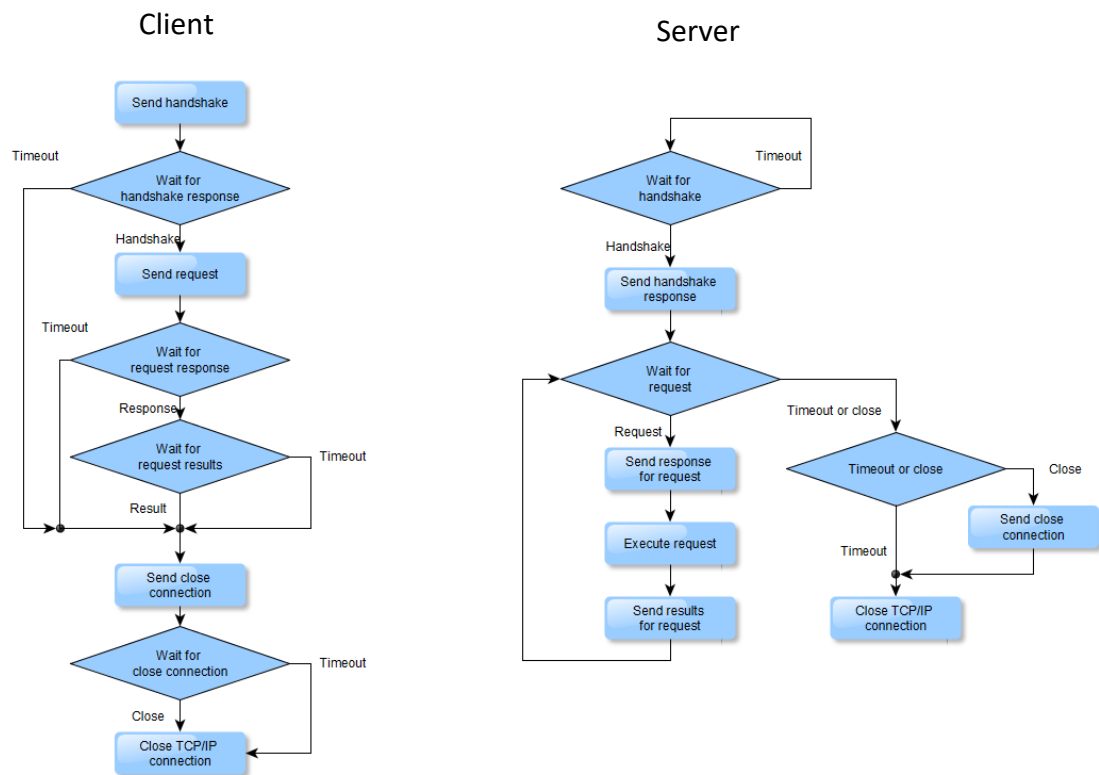 Client
Send handshake
Timeout
Wait for
handshake response
Handshake
Send request
Timeout
Wait for
request response
Response
Wait for
request results
Timeout
Result
Send close
connection
Wait for
close connection
Timeout
Close
Close TCP/IP
connection
Server
Timeout
Wait for
handshake
Handshake
Send handshake
response
Wait for
request
Timeout or close
Request
Send response
for request
Timeout or close
Close
Execute request
Send close
connection
Timeout
Send results
for request
Close TCP/IP
connection